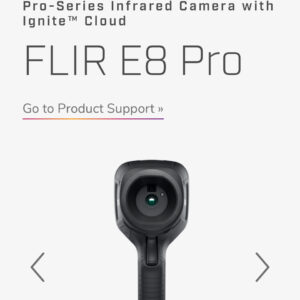 Pro-Series Infrared Camera with
Ignite™ Cloud
FLIR E8 Pro
Go to Product Support »